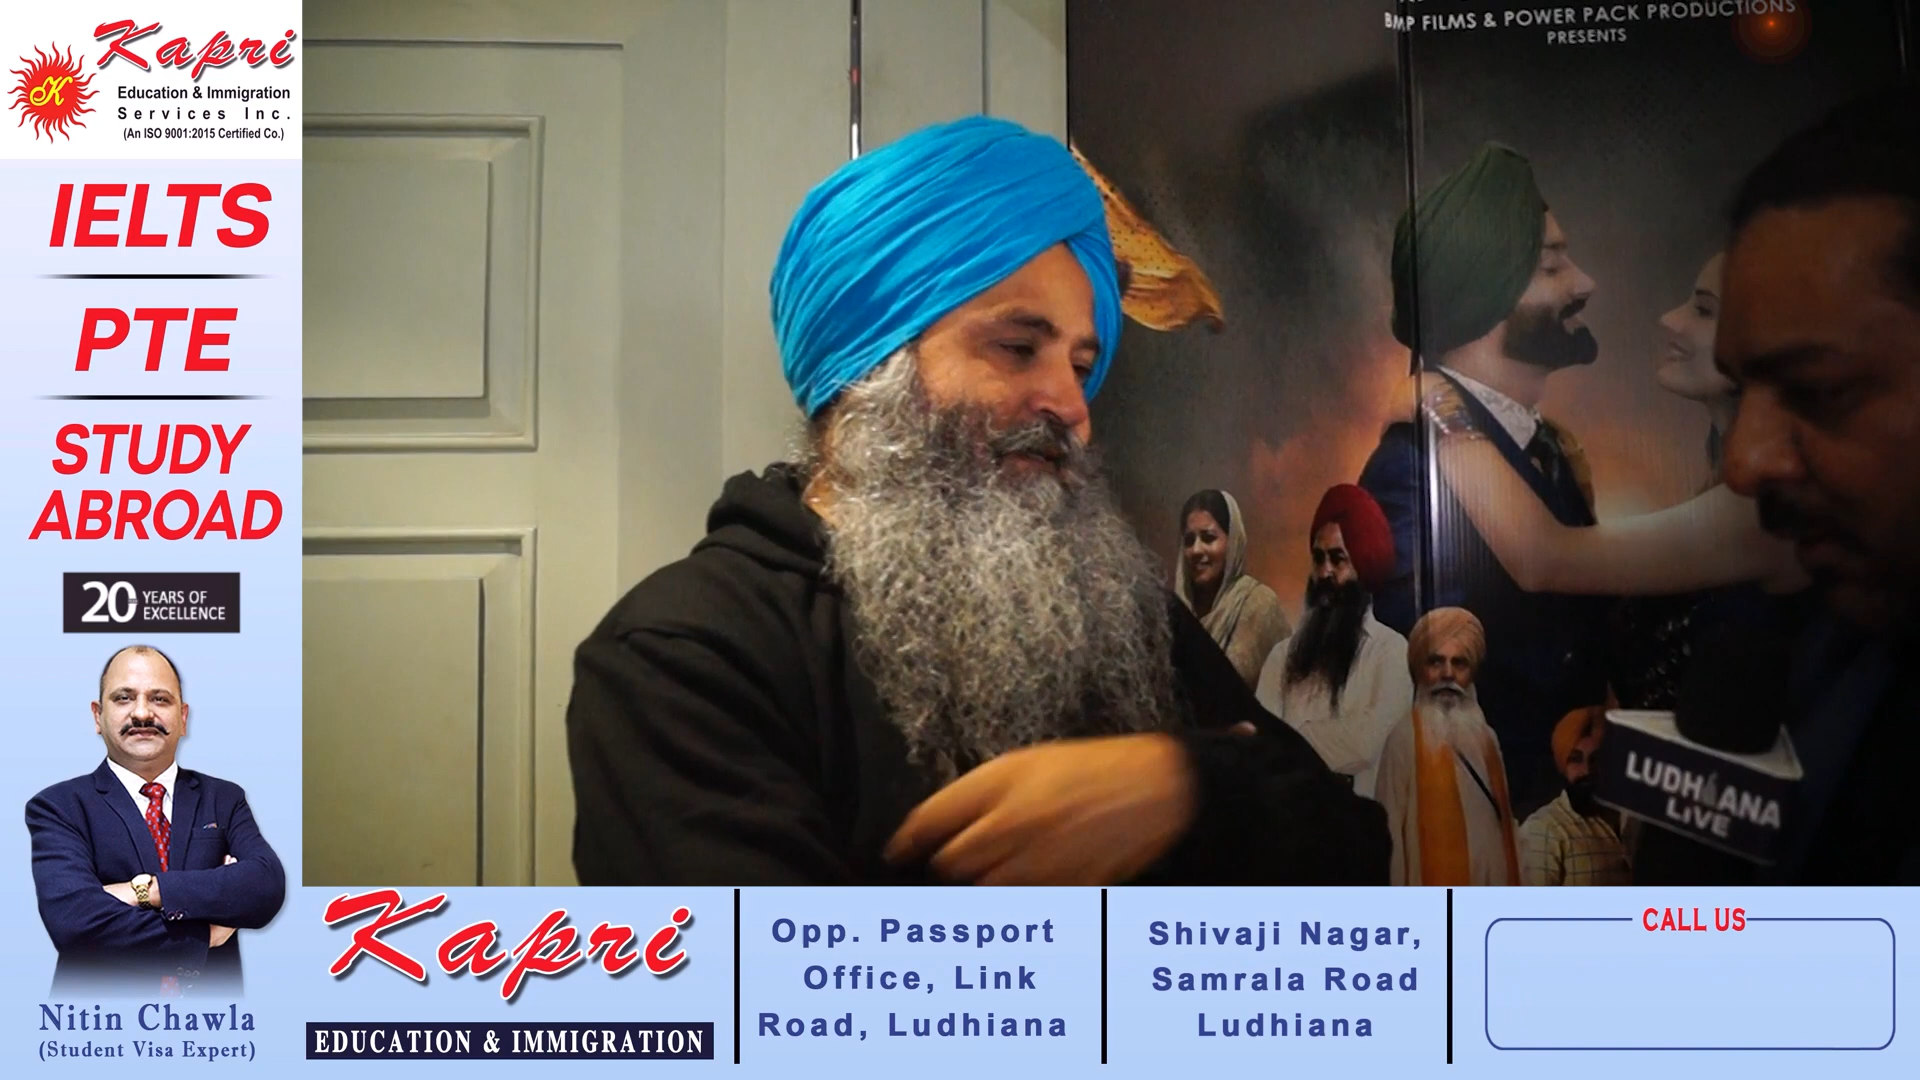 Kapri
K
Education & Immigration
Services Inc.
(An ISO 9001:2015 Certified Co.)
IELTS
PTE
STUDY
ABROAD
20 YEARS OF
EXCELLENCE
Nitin Chawla
(Student Visa Expert)
BMP FILMS & POWER PACK PRODUCTIONS
PRESENTS
LUDHIANA
LIVE
Kapri
EDUCATION & IMMIGRATION
Opp. Passport
Office, Link
Road, Ludhiana
Shivaji Nagar,
Samrala Road
Ludhiana
CALL US